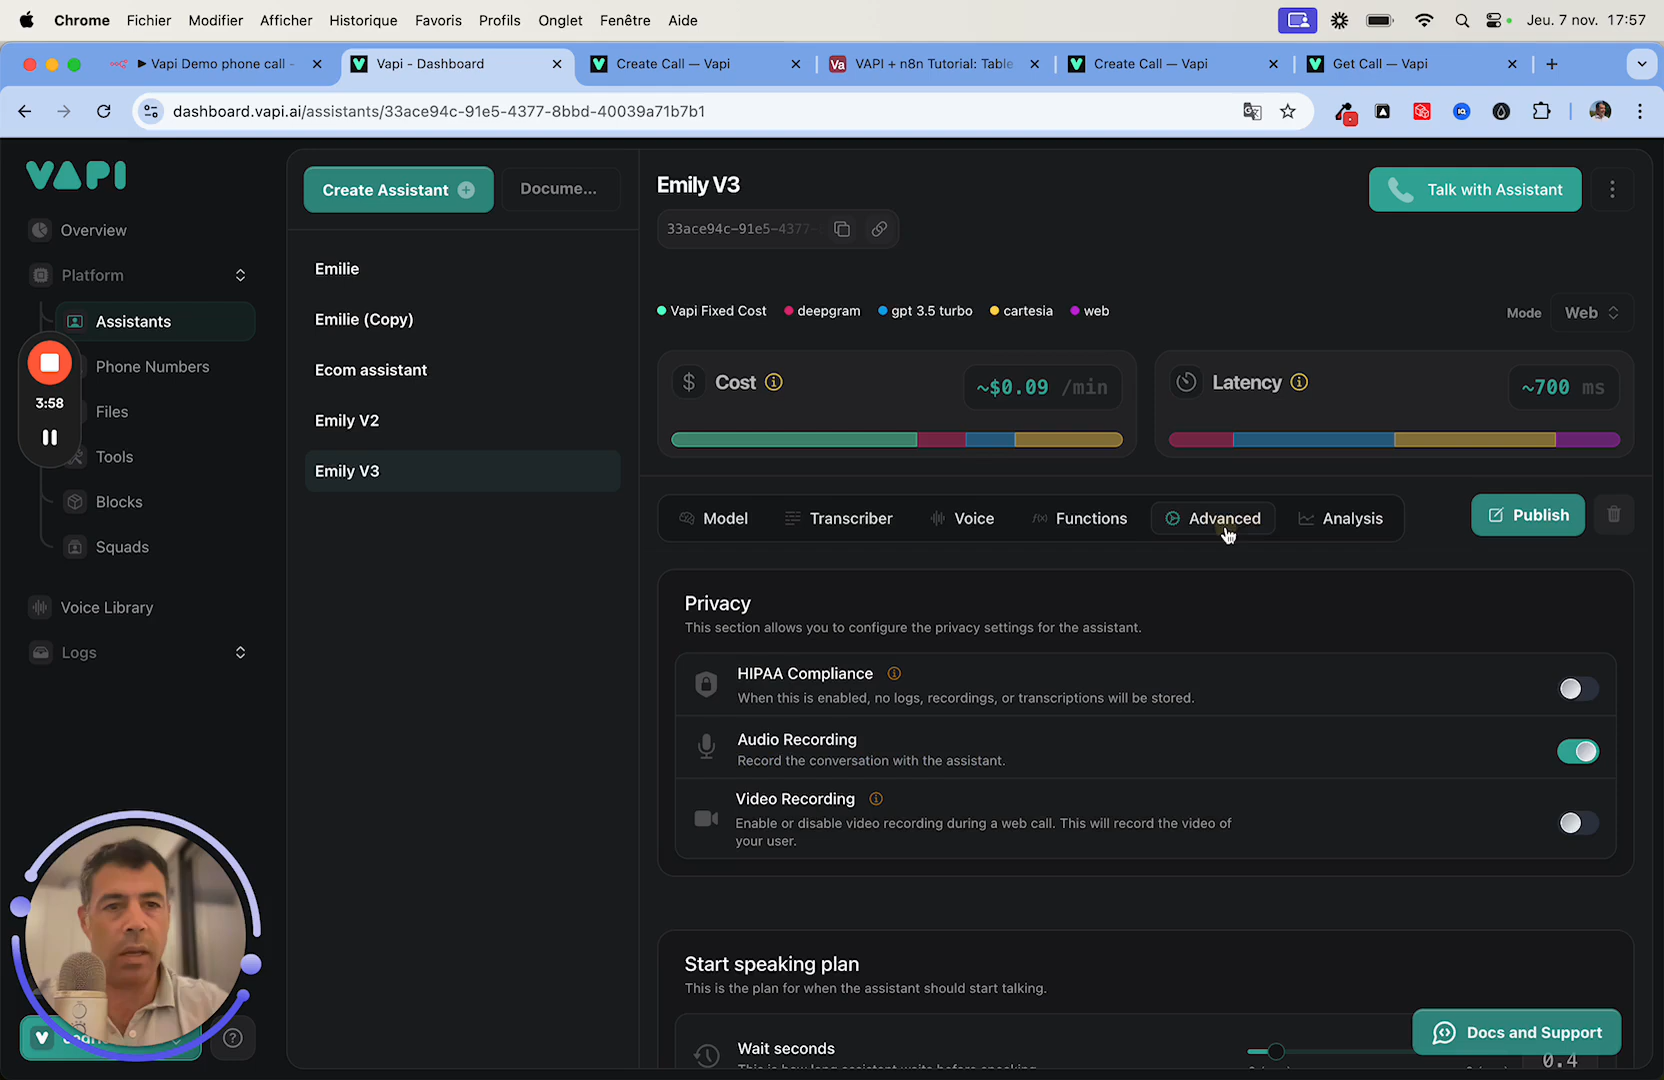 Chrome Fichier Modifier Afficher Historique Favoris Profils Onglet Fenêtre Aide Jeu. 7 nov. 17:57
Vapi Demo phone call - Vapi - Dashboard Create Call — Vapi Va VAPI + n8n Tutorial: Table Create Call — Vapi Get Call — Vapi
dashboard.vapi.ai/assistants/33ace94c-91e5-4377-8bbd-40039a71b7b1
VAPI
Overview
Platform
Assistants
Phone Numbers
Files
Tools
Blocks
Squads
Voice Library
Logs
3:58
Create Assistant Docume...
Emilie
Emilie (Copy)
Ecom assistant
Emily V2
Emily V3
Emily V3
Talk with Assistant
33ace94c-91e5-4377-
Vapi Fixed Cost deepgram gpt 3.5 turbo cartesia web
Mode Web
Cost ~$0.09 /min
Latency ~700 ms
Model Transcriber Voice Functions Advanced Analysis
Publish
Privacy
This section allows you to configure the privacy settings for the assistant.
HIPAA Compliance
When this is enabled, no logs, recordings, or transcriptions will be stored.
Audio Recording
Record the conversation with the assistant.
Video Recording
Enable or disable video recording during a web call. This will record the video of
your user.
Start speaking plan
This is the plan for when the assistant should start talking.
Wait seconds
This is how long assistant waits before speaking.
0.4
Docs and Support